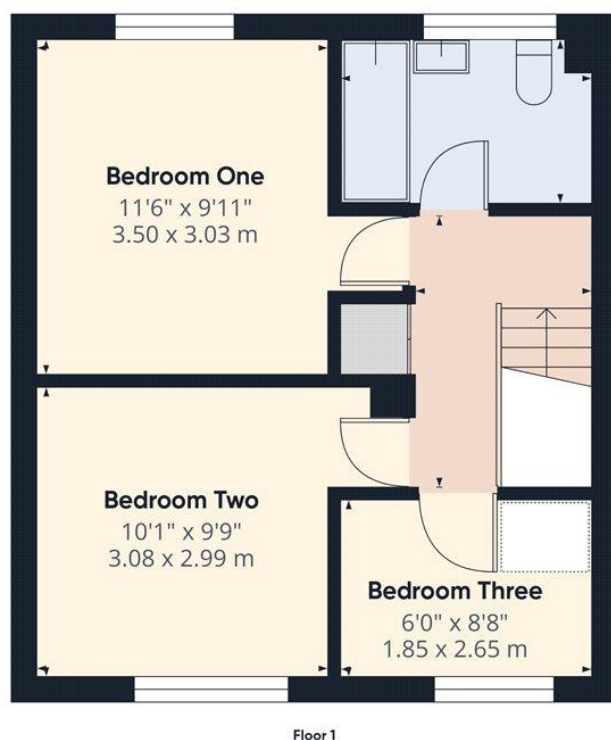 Bedroom One
11'6" x 9'11"
3.50 x 3.03 m
Bedroom Two
10'1" x 9'9"
3.08 x 2.99 m
Bedroom Three
6'0" x 8'8"
1.85 x 2.65 m
Floor 1